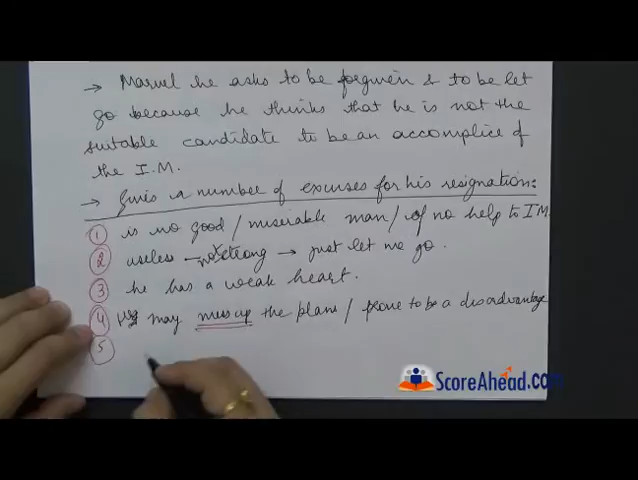 → Marvel he asks to be forgiven & to be let
go because he thinks that he is not the
suitable candidate to be an accomplice of
the I.M.
→ Gives a number of excuses for his resignation:
① is no good / miserable man / of no help to I.M
② useless → not strong → just let me go.
③ he has a weak heart.
④ may mess up the plans / prove to be a disadvantage
⑤
ScoreAhead.com